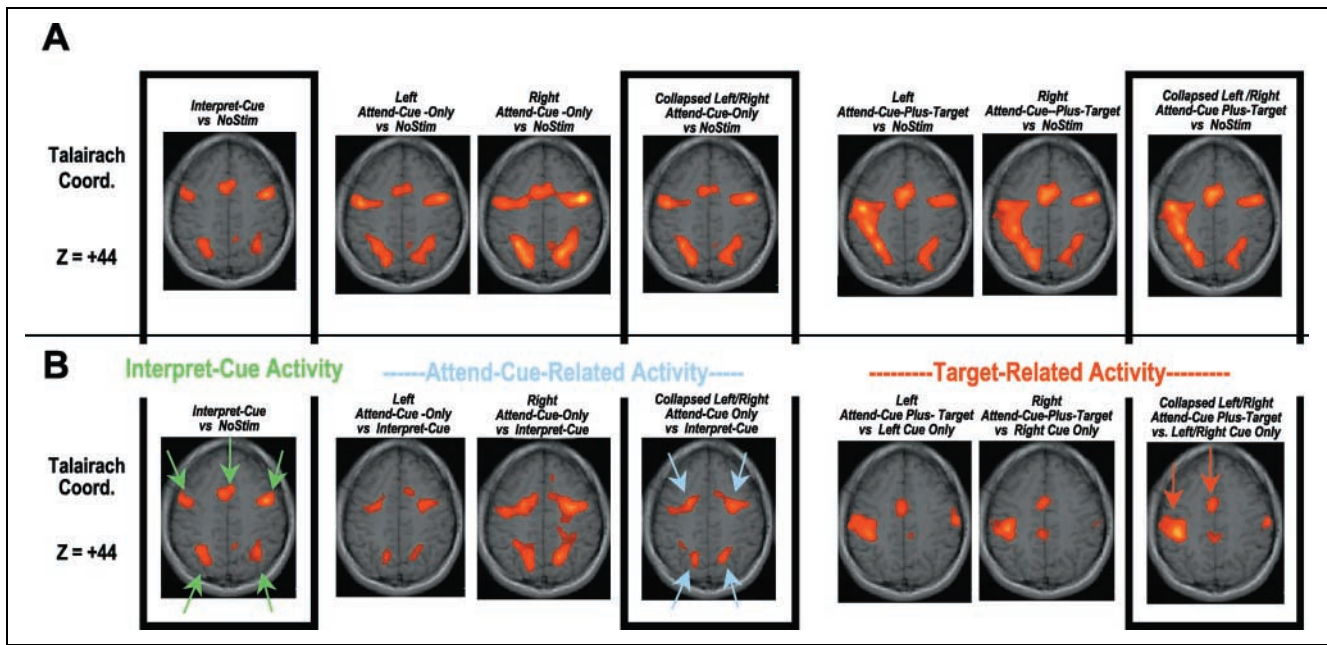 A
Interpret-Cue
vs NoStim
Left
Attend-Cue -Only
vs NoStim
Right
Attend-Cue -Only
vs NoStim
Collapsed Left/Right
Attend-Cue-Only
vs NoStim
Left
Attend-Cue-Plus-Target
vs NoStim
Right
Attend-Cue--Plus-Target
vs NoStim
Collapsed Left /Right
Attend-Cue Plus-Target
vs NoStim
Talairach
Coord.
Z = +44
B
Interpret-Cue Activity
------Attend-Cue-Related Activity-----
---------Target-Related Activity---------
Interpret-Cue
vs NoStim
Left
Attend-Cue -Only
vs Interpret-Cue
Right
Attend-Cue-Only
vs Interpret-Cue
Collapsed Left/Right
Attend-Cue Only
vs Interpret-Cue
Left
Attend-Cue Plus- Target
vs Left Cue Only
Right
Attend-Cue-Plus-Target
vs Right Cue Only
Collapsed Left/Right
Attend-Cue Plus-Target
vs. Left/Right Cue Only
Talairach
Coord.
Z = +44